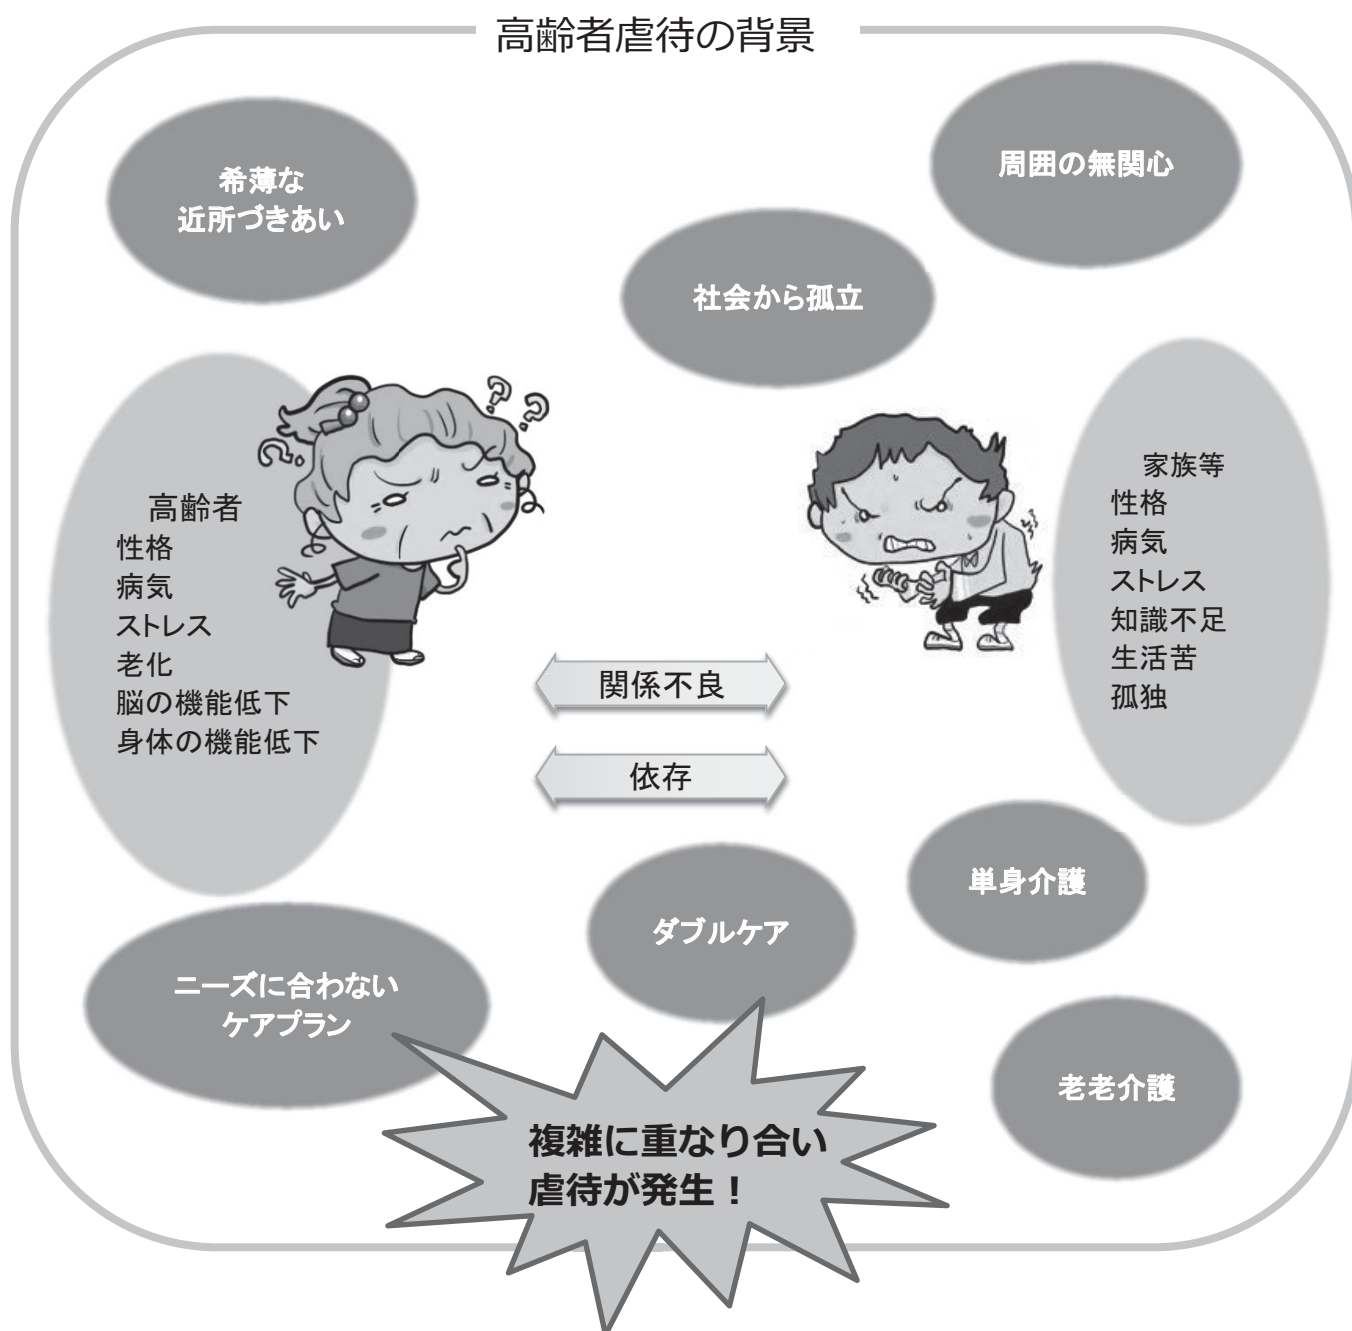 高齢者虐待の背景
希薄な
近所づきあい
周囲の無関心
社会から孤立
高齢者
性格
病気
ストレス
老化
脳の機能低下
身体の機能低下
家族等
性格
病気
ストレス
知識不足
生活苦
孤独
関係不良
依存
単身介護
ダブルケア
ニーズに合わない
ケアプラン
老老介護
複雑に重なり合い
虐待が発生！